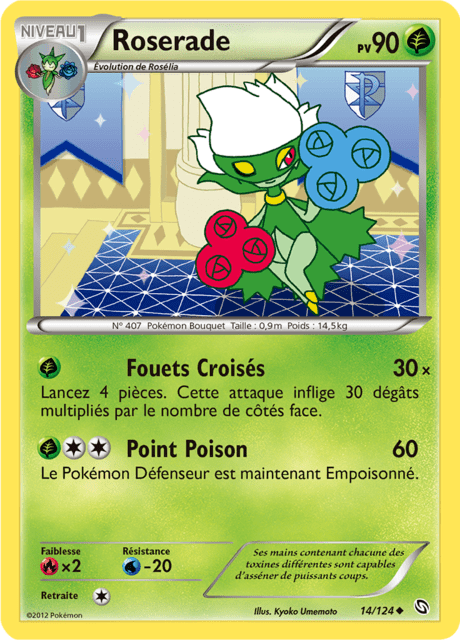 NIVEAU 1
Roserade
PV 90
Évolution de Rosélia
N° 407 Pokémon Bouquet Taille : 0,9m Poids : 14,5kg
Fouets Croisés 30×
Lancez 4 pièces. Cette attaque inflige 30 dégâts
multipliés par le nombre de côtés face.
Point Poison 60
Le Pokémon Défenseur est maintenant Empoisonné.
Faiblesse
×2
Résistance
-20
Retraite
Ses mains contenant chacune des
toxines différentes sont capables
d'asséner de puissants coups.
©2012 Pokémon
Illus. Kyoko Umemoto
14/124